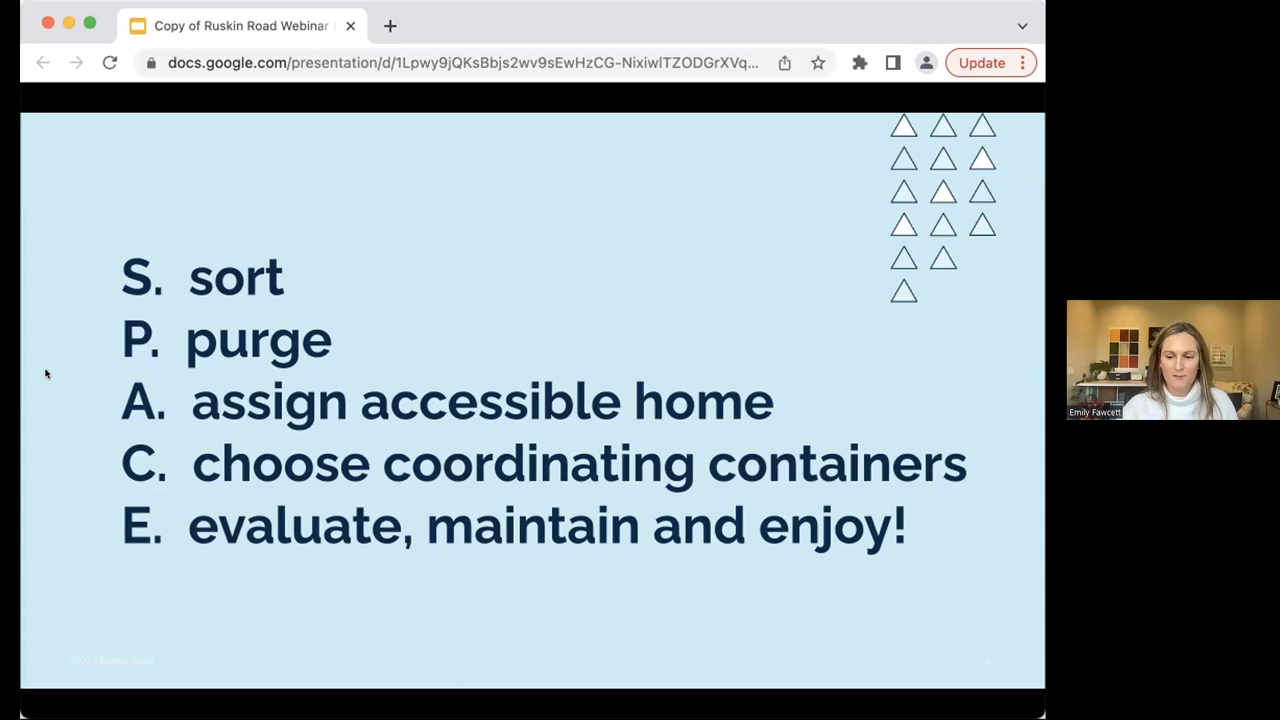 Copy of Ruskin Road Webinar
docs.google.com/presentation/d/1Lpwy9jQKsBbjs2wv9sEwHzCG-NixiwlTZODGrXVq...
Update
S. sort
P. purge
A. assign accessible home
C. choose coordinating containers
E. evaluate, maintain and enjoy!
Emily Fawcett